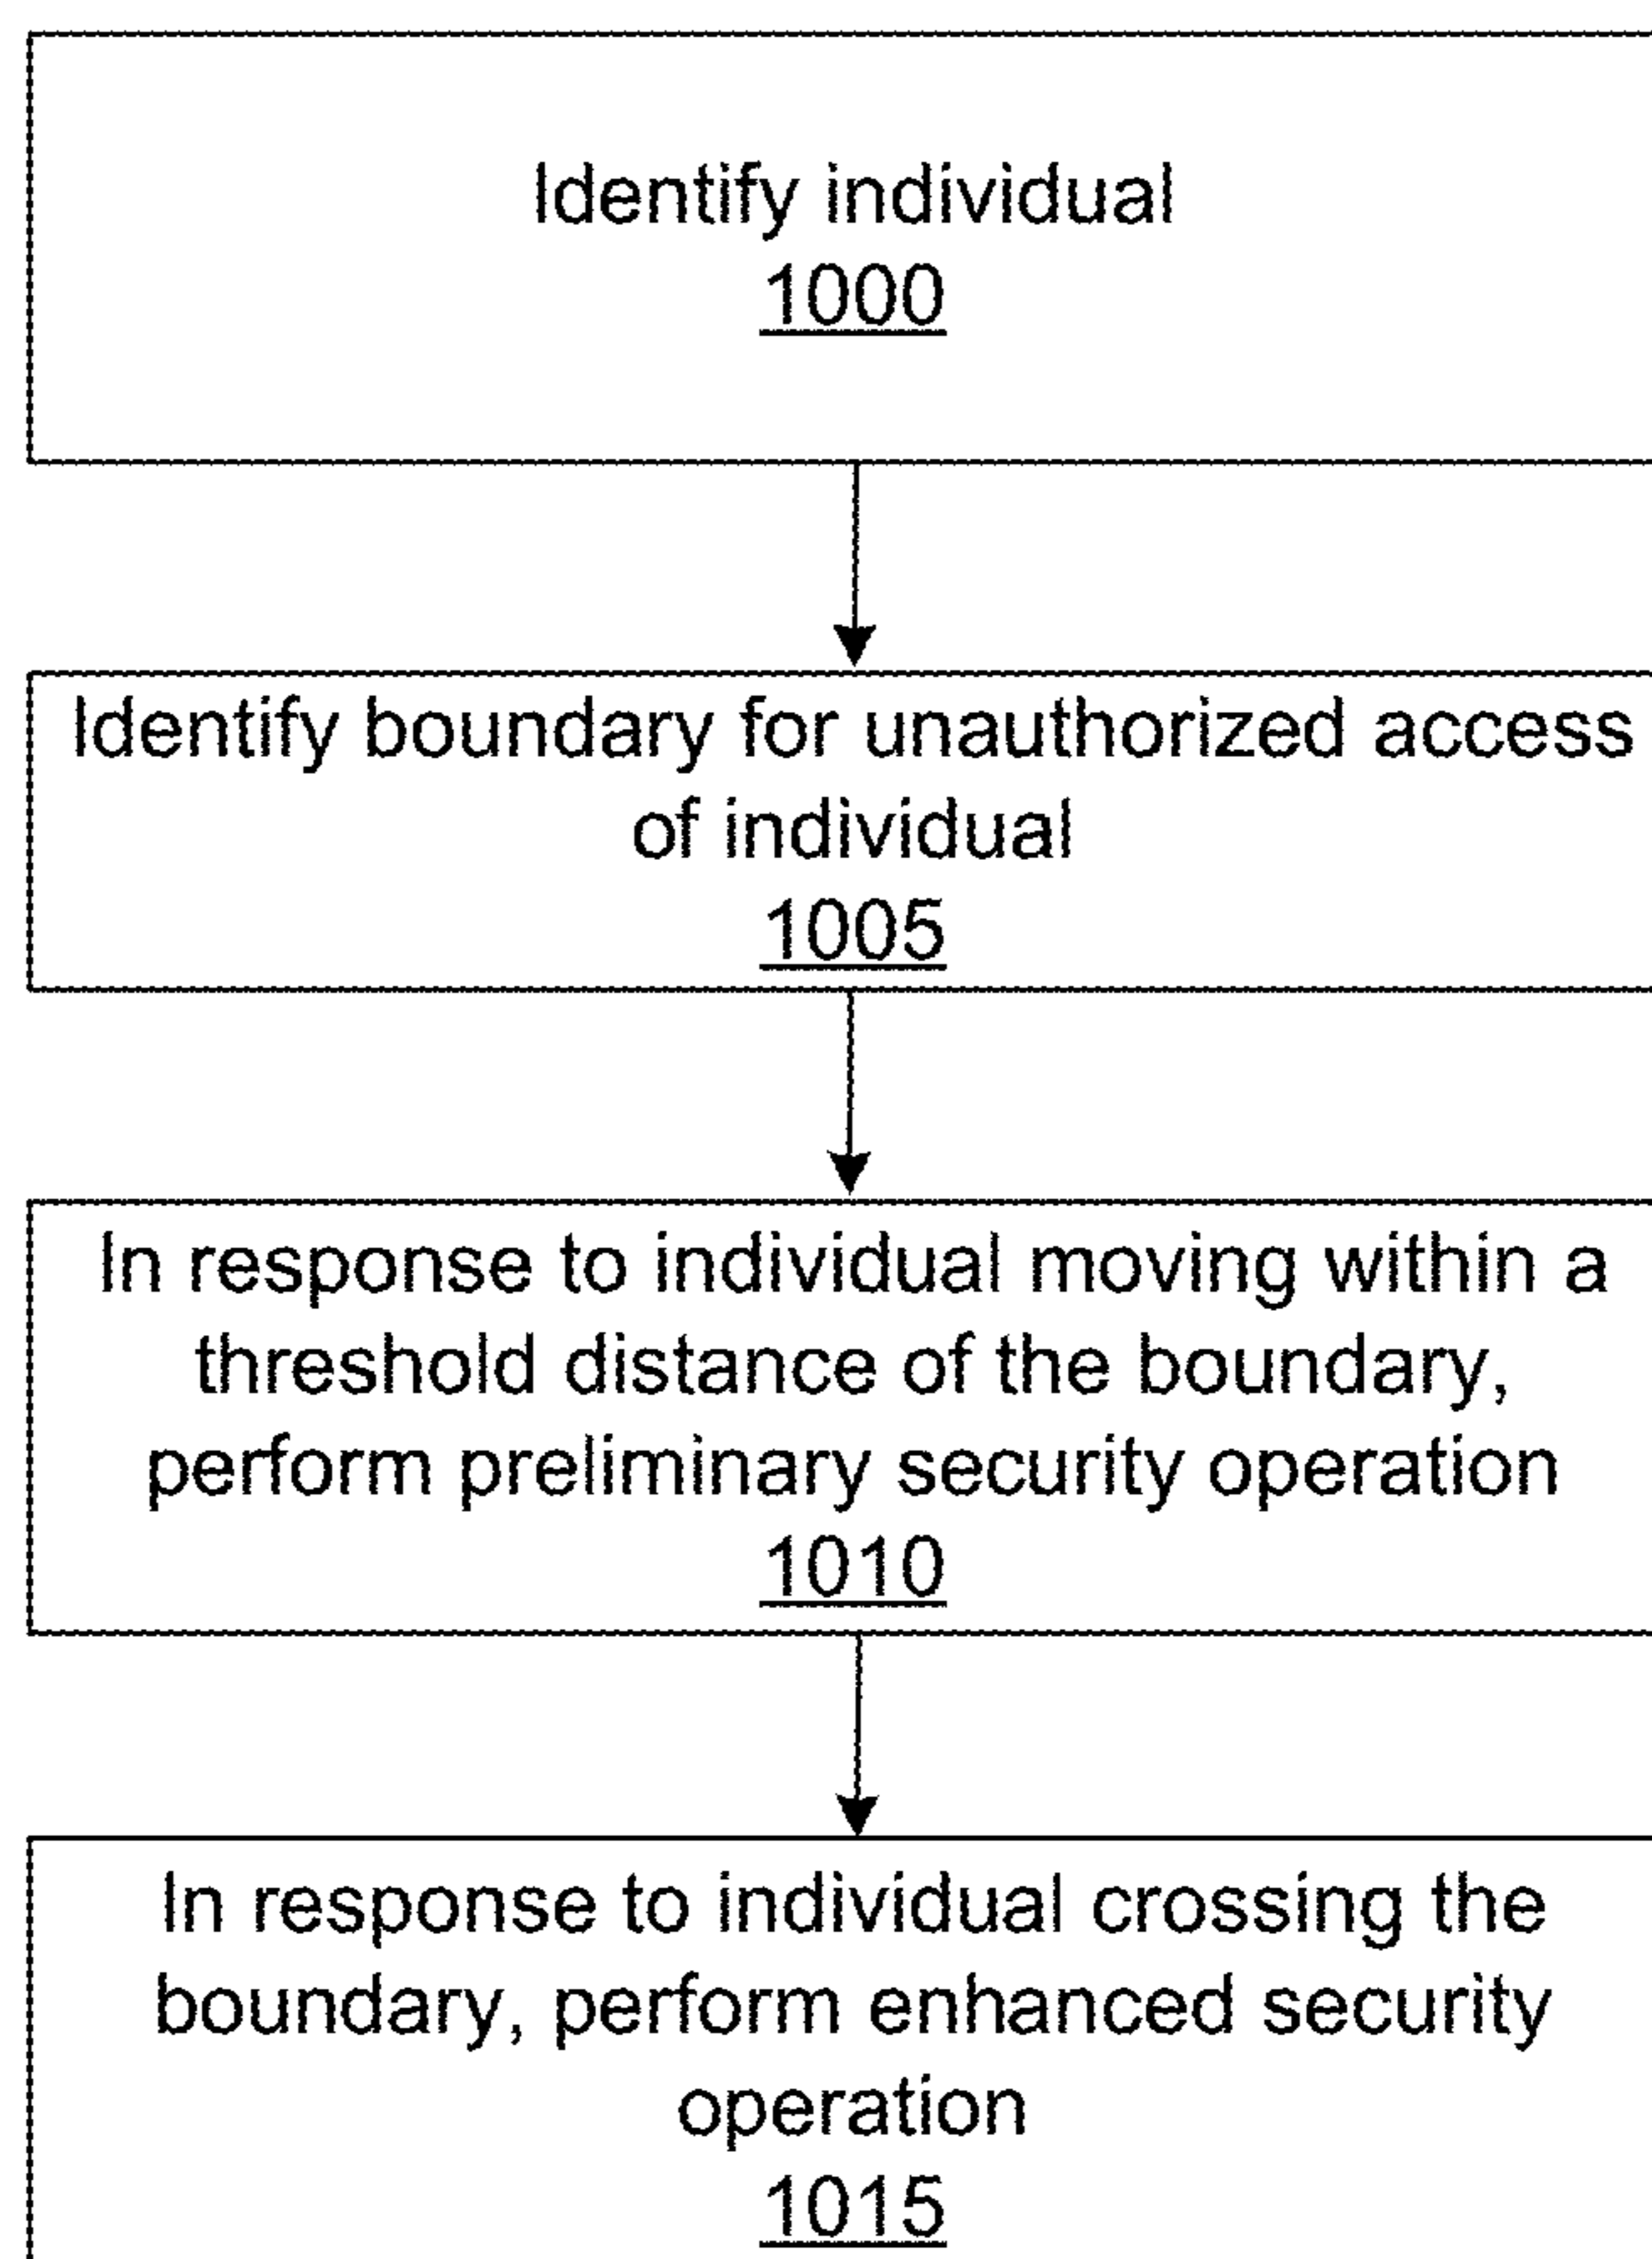 Identify individual
1000
Identify boundary for unauthorized access
of individual
1005
In response to individual moving within a
threshold distance of the boundary,
perform preliminary security operation
1010
In response to individual crossing the
boundary, perform enhanced security
operation
1015